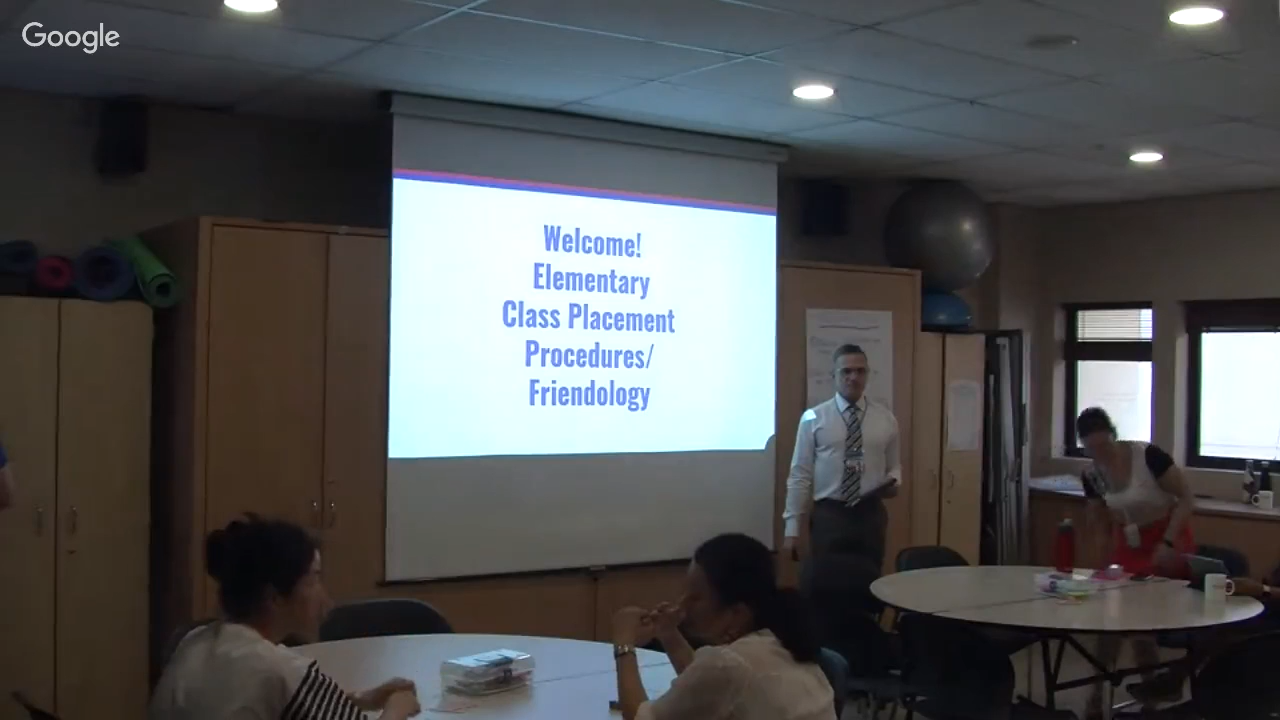 Google
Welcome!
Elementary
Class Placement
Procedures/
Friendology